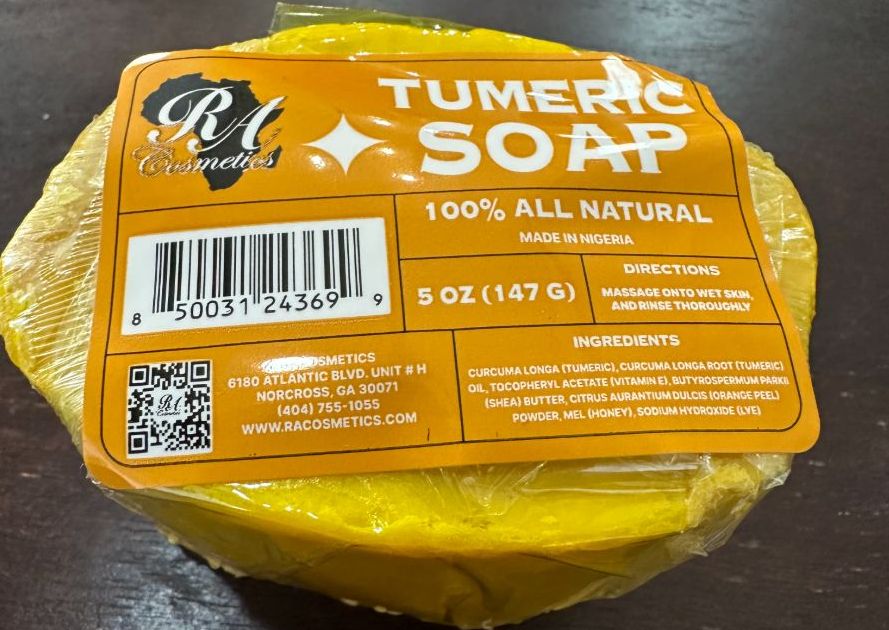 RA
Cosmetics
TUMERIC
SOAP
100% ALL NATURAL
MADE IN NIGERIA
8 50031 24369 9
5 OZ (147 G)
DIRECTIONS
MASSAGE ONTO WET SKIN,
AND RINSE THOROUGHLY
6180 ATLANTIC BLVD. UNIT # H
NORCROSS, GA 30071
(404) 755-1055
WWW.RACOSMETICS.COM
INGREDIENTS
CURCUMA LONGA (TUMERIC), CURCUMA LONGA ROOT (TUMERIC)
OIL, TOCOPHERYL ACETATE (VITAMIN E), BUTYROSPERMUM PARKII
(SHEA) BUTTER, CITRUS AURANTIUM DULCIS (ORANGE PEEL)
POWDER, MEL (HONEY), SODIUM HYDROXIDE (LYE)